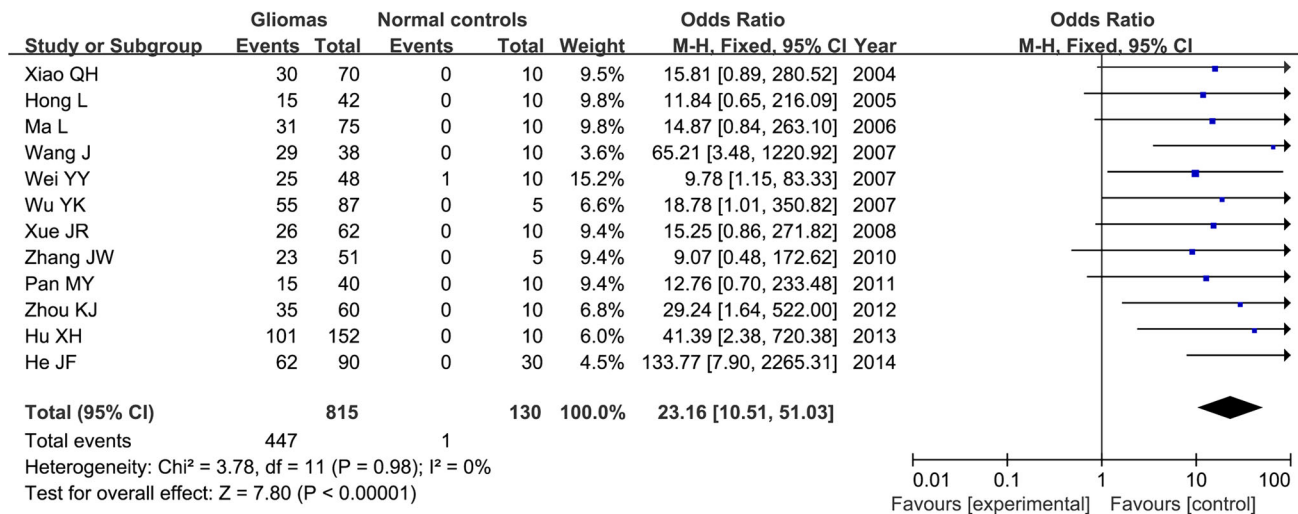 Gliomas Normal controls Odds Ratio Odds Ratio
Study or Subgroup Events Total Events Total Weight M-H, Fixed, 95% CI Year M-H, Fixed, 95% CI
Xiao QH 30 70 0 10 9.5% 15.81 [0.89, 280.52] 2004
Hong L 15 42 0 10 9.8% 11.84 [0.65, 216.09] 2005
Ma L 31 75 0 10 9.8% 14.87 [0.84, 263.10] 2006
Wang J 29 38 0 10 3.6% 65.21 [3.48, 1220.92] 2007
Wei YY 25 48 1 10 15.2% 9.78 [1.15, 83.33] 2007
Wu YK 55 87 0 5 6.6% 18.78 [1.01, 350.82] 2007
Xue JR 26 62 0 10 9.4% 15.25 [0.86, 271.82] 2008
Zhang JW 23 51 0 5 9.4% 9.07 [0.48, 172.62] 2010
Pan MY 15 40 0 10 9.4% 12.76 [0.70, 233.48] 2011
Zhou KJ 35 60 0 10 6.8% 29.24 [1.64, 522.00] 2012
Hu XH 101 152 0 10 6.0% 41.39 [2.38, 720.38] 2013
He JF 62 90 0 30 4.5% 133.77 [7.90, 2265.31] 2014
Total (95% CI) 815 130 100.0% 23.16 [10.51, 51.03]
Total events 447 1
Heterogeneity: Chi² = 3.78, df = 11 (P = 0.98); I² = 0%
Test for overall effect: Z = 7.80 (P < 0.00001)
0.01 0.1 1 10 100
Favours [experimental] Favours [control]